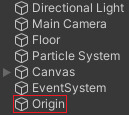 Directional Light
Main Camera
Floor
Particle System
Canvas
EventSystem
Origin